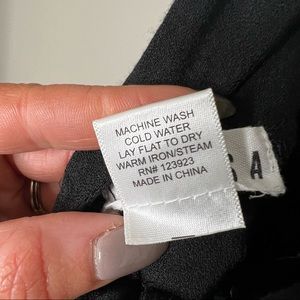 MACHINE WASH
COLD WATER
LAY FLAT TO DRY
WARM IRON/STEAM
RN# 123923
MADE IN CHINA